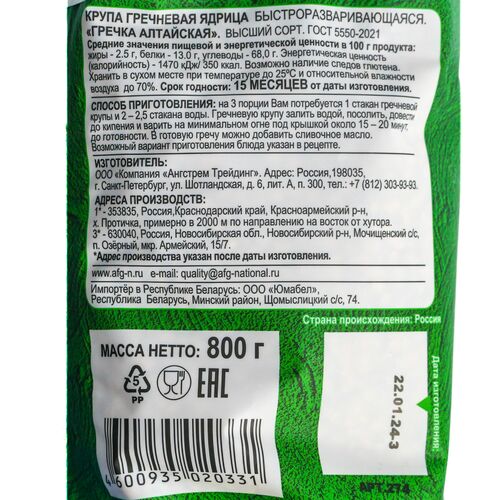 КРУПА ГРЕЧНЕВАЯ ЯДРИЦА БЫСТРОРАЗВАРИВАЮЩАЯСЯ.
«ГРЕЧКА АЛТАЙСКАЯ». ВЫСШИЙ СОРТ. ГОСТ 5550-2021
Средние значения пищевой и энергетической ценности в 100 г продукта:
жиры - 2.5 г, белки - 13.0 г, углеводы - 68,0 г. Энергетическая ценность
(калорийность) - 1470 кДж/ 350 ккал. Возможно наличие следов глютена.
Хранить в сухом месте при температуре до 25°С и относительной влажности
воздуха до 70%. Срок годности: 15 МЕСЯЦЕВ от даты изготовления.
СПОСОБ ПРИГОТОВЛЕНИЯ: на 3 порции Вам потребуется 1 стакан гречневой
крупы и 2 – 2,5 стакана воды. Гречневую крупу залить водой, посолить, довести
до кипения и варить на минимальном огне под крышкой около 15 – 20 минут,
до готовности. В готовую гречу можно добавить сливочное масло.
Возможный вариант приготовления блюда указан в рецепте.
ИЗГОТОВИТЕЛЬ:
ООО «Компания «Ангстрем Трейдинг». Адрес: Россия,198035,
г. Санкт-Петербург, ул. Шотландская, д. 6, лит. А, п. 300, тел.: +7 (812) 303-93-93.
АДРЕСА ПРОИЗВОДСТВ:
1* - 353835, Россия,Краснодарский край, Красноармейский р-н,
х. Протичка, примерно в 2000 м по направлению на восток от хутора.
3* - 630040, Россия, Новосибирская обл., Новосибирский р-н, Мочищенский с/с,
п. Озёрный, мкр. Армейский, 15/7.
*Адрес производства указан после даты изготовления.
www.afg-n.ru e-mail: quality@afg-national.ru
Импортёр в Республике Беларусь: ООО «Юмабел»,
Республика Беларусь, Минский район, Щомыслицкий с/с, 74.
Страна происхождения: Россия
МАССА НЕТТО: 800 г
5
PP
EAC
4 600935 020331
Дата изготовления:
22.01.24-3
АРТ.274